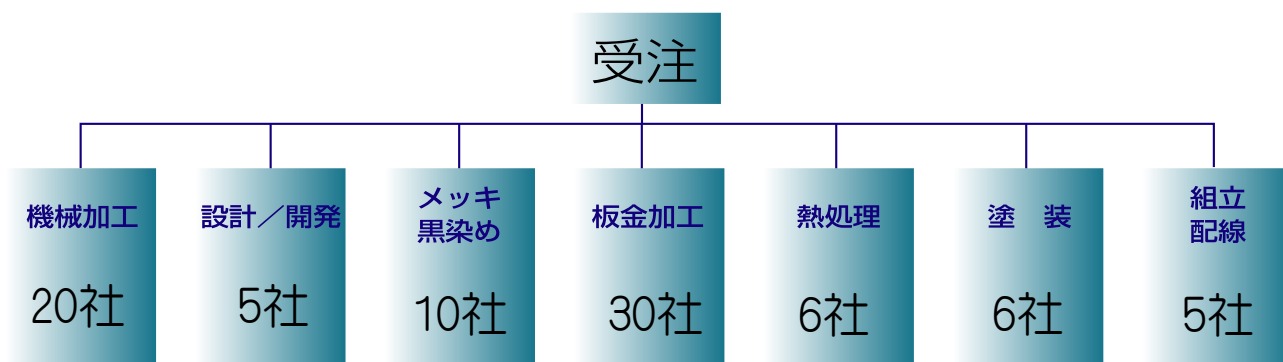 受注
機械加工
20社
設計／開発
5社
メッキ
黒染め
10社
板金加工
30社
熱処理
6社
塗　装
6社
組立
配線
5社